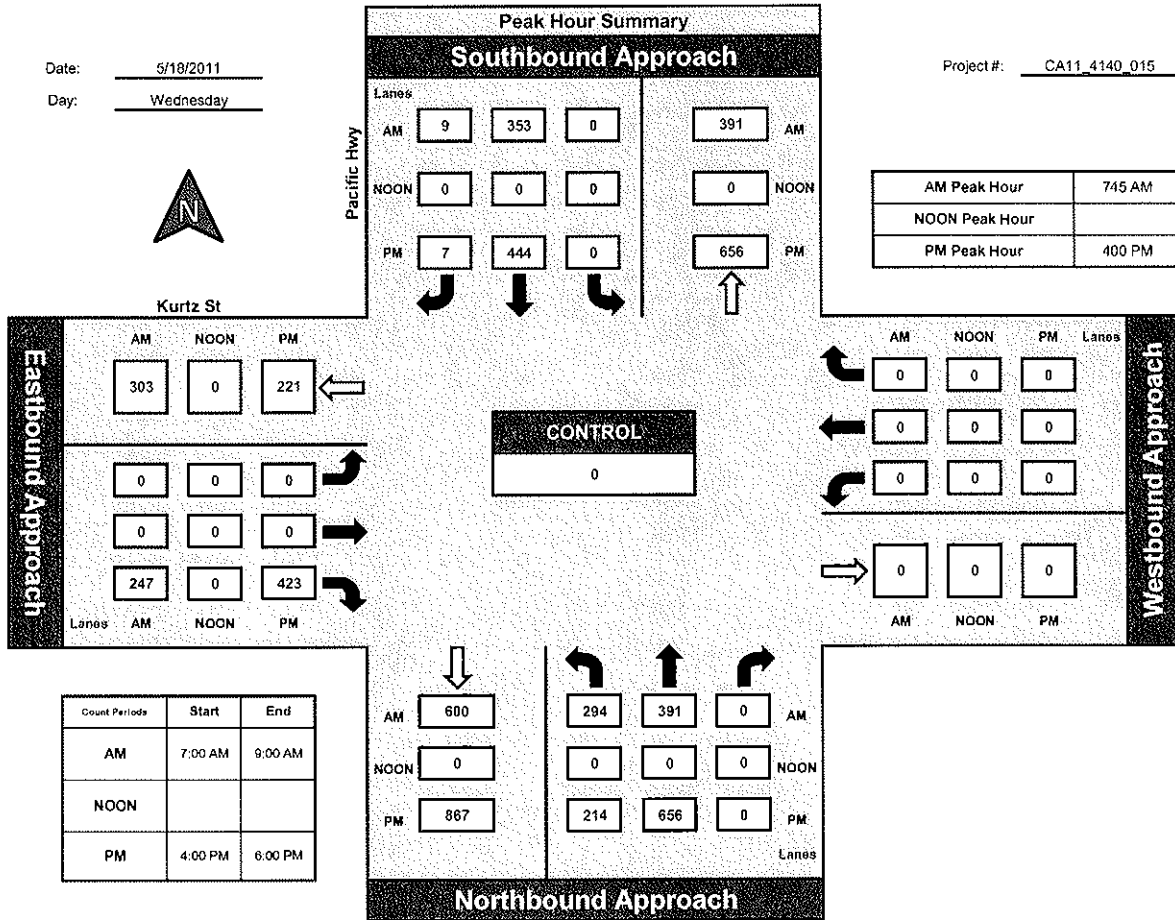 Peak Hour Summary
Southbound Approach
Date: 5/18/2011
Day: Wednesday
Project #: CA11_4140_015
N
Pacific Hwy
Lanes
AM 9 353 0 391 AM
NOON 0 0 0 0 NOON
PM 7 444 0 656 PM
AM Peak Hour 745 AM
NOON Peak Hour
PM Peak Hour 400 PM
Kurtz St
Eastbound Approach
AM NOON PM
303 0 221
0 0 0
0 0 0
247 0 423
Lanes AM NOON PM
CONTROL
0
AM NOON PM Lanes
0 0 0
0 0 0
0 0 0
0 0 0
AM NOON PM
Westbound Approach
Count Periods Start End
AM 7:00 AM 9:00 AM
NOON
PM 4:00 PM 6:00 PM
AM 600 294 391 0 AM
NOON 0 0 0 0 NOON
PM 867 214 656 0 PM
Lanes
Northbound Approach